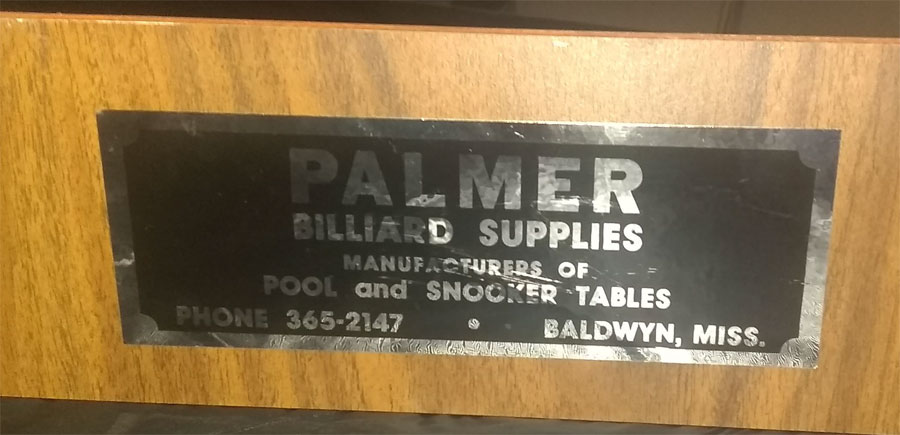 PALMER
BILLIARD SUPPLIES
MANUFACTURERS OF
POOL and SNOOKER TABLES
PHONE 365-2147 • BALDWYN, MISS.